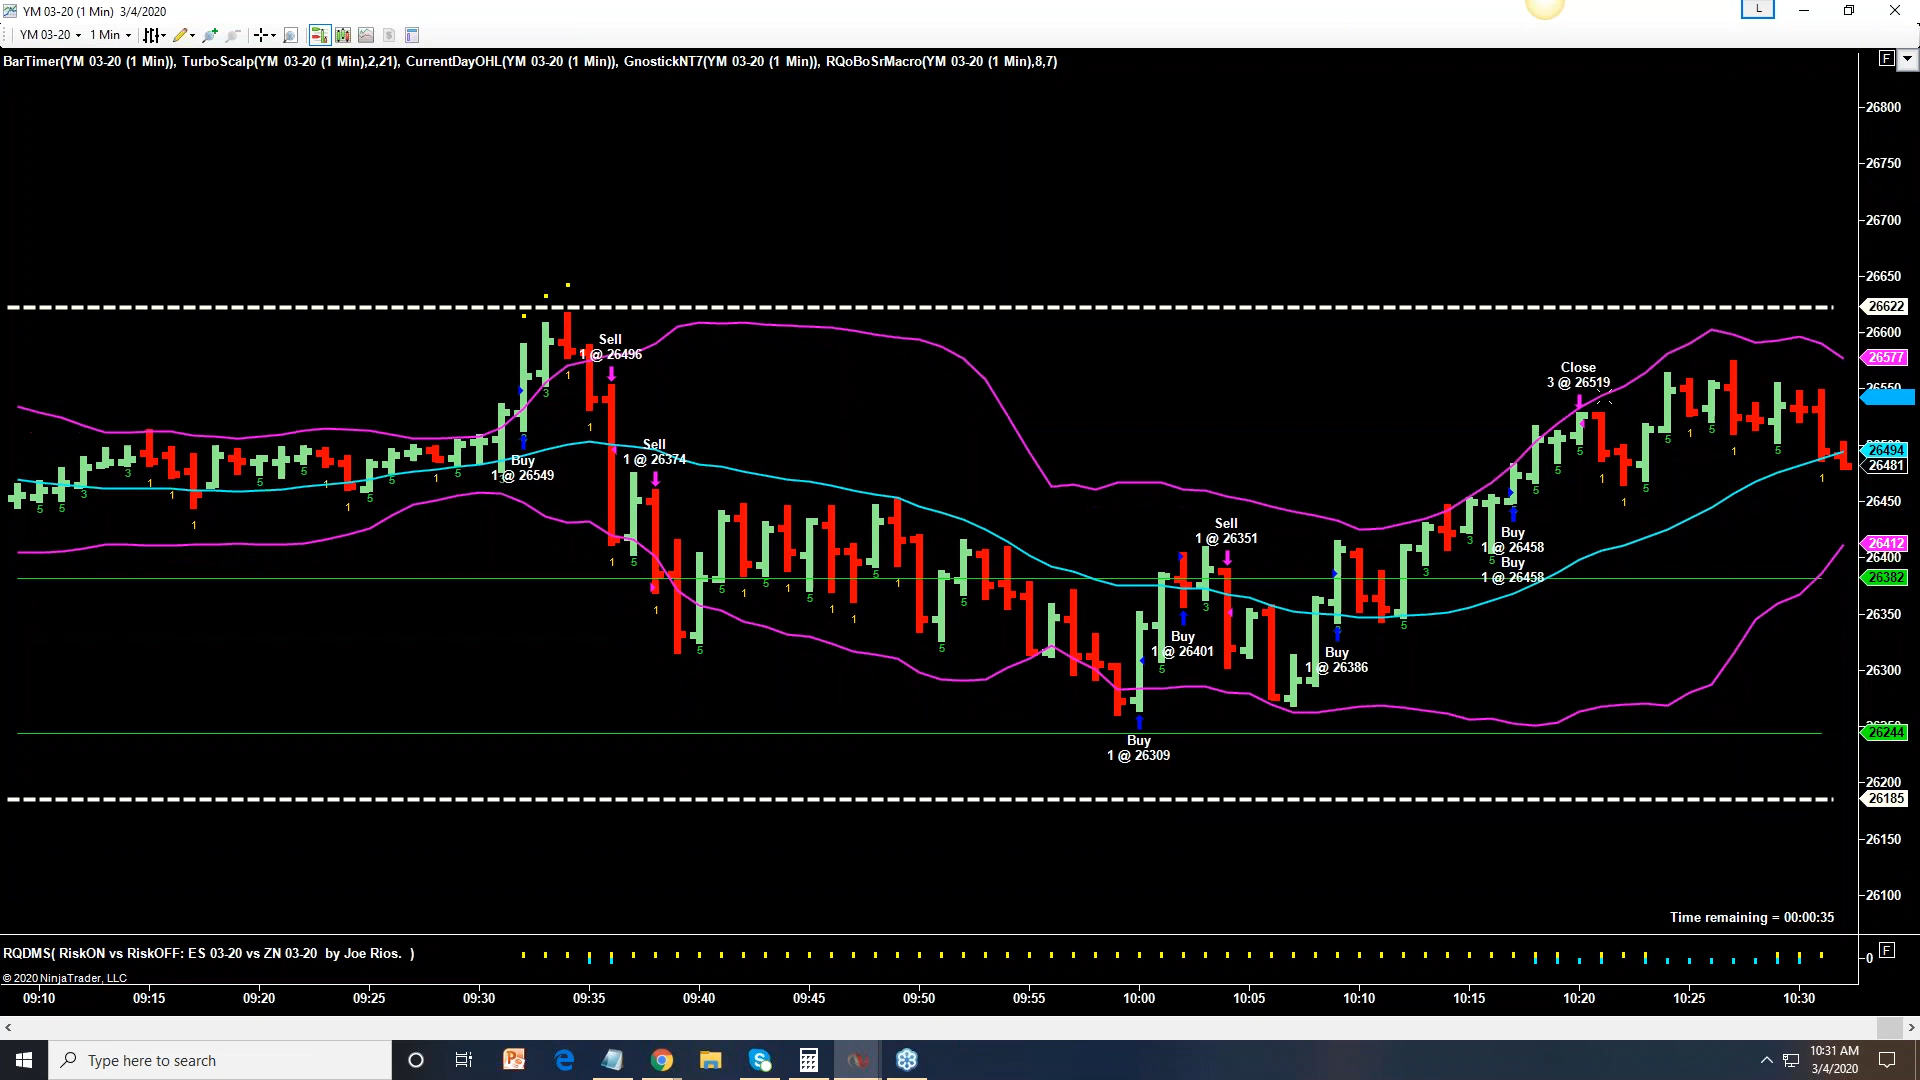 YM 03-20 (1 Min)  3/4/2020
L
YM 03-20 1 Min
BarTimer(YM 03-20 (1 Min)), TurboScalp(YM 03-20 (1 Min),2,21), CurrentDayOHL(YM 03-20 (1 Min)), GnostickNT7(YM 03-20 (1 Min)), RQoBoSrMacro(YM 03-20 (1 Min),8,7)
F
26800
26750
26700
26650
26622
26600
26577
26550
26494
26481
26450
26412
26400
26382
26350
26300
26244
26200
26185
26150
26100
Sell
1 @ 26496
Sell
1 @ 26374
Buy
1 @ 26549
Close
3 @ 26519
Sell
1 @ 26351
Buy
1 @ 26458
Buy
1 @ 26458
Buy
1 @ 26401
Buy
1 @ 26386
Buy
1 @ 26309
Time remaining = 00:00:35
RQDMS( RiskON vs RiskOFF: ES 03-20 vs ZN 03-20  by Joe Rios.  )
0
F
© 2020 NinjaTrader, LLC
09:10 09:15 09:20 09:25 09:30 09:35 09:40 09:45 09:50 09:55 10:00 10:05 10:10 10:15 10:20 10:25 10:30
Type here to search
10:31 AM
3/4/2020